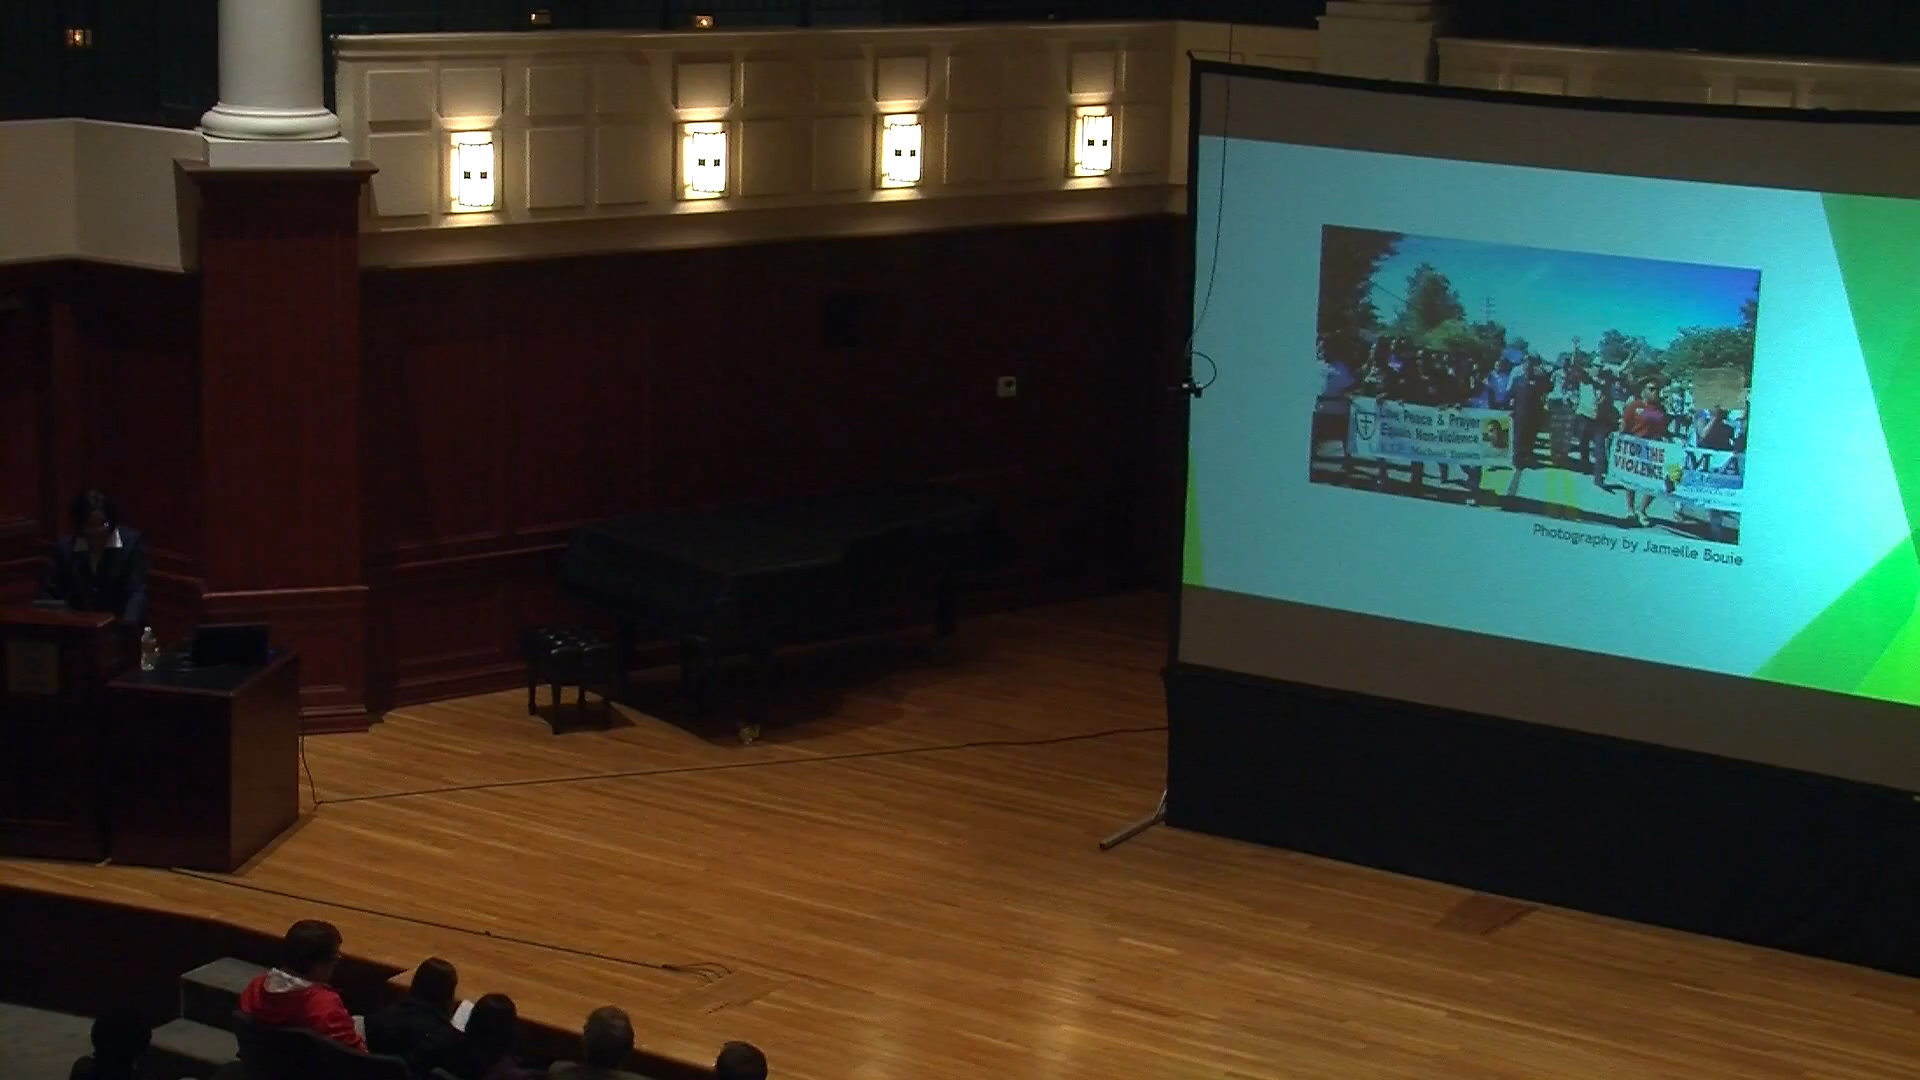 Love Peace & Prayer
Equals Non-Violence
R.I.P. Michael Brown
STOP THE
VIOLENCE
M.A
Photography by Jamelle Bouie